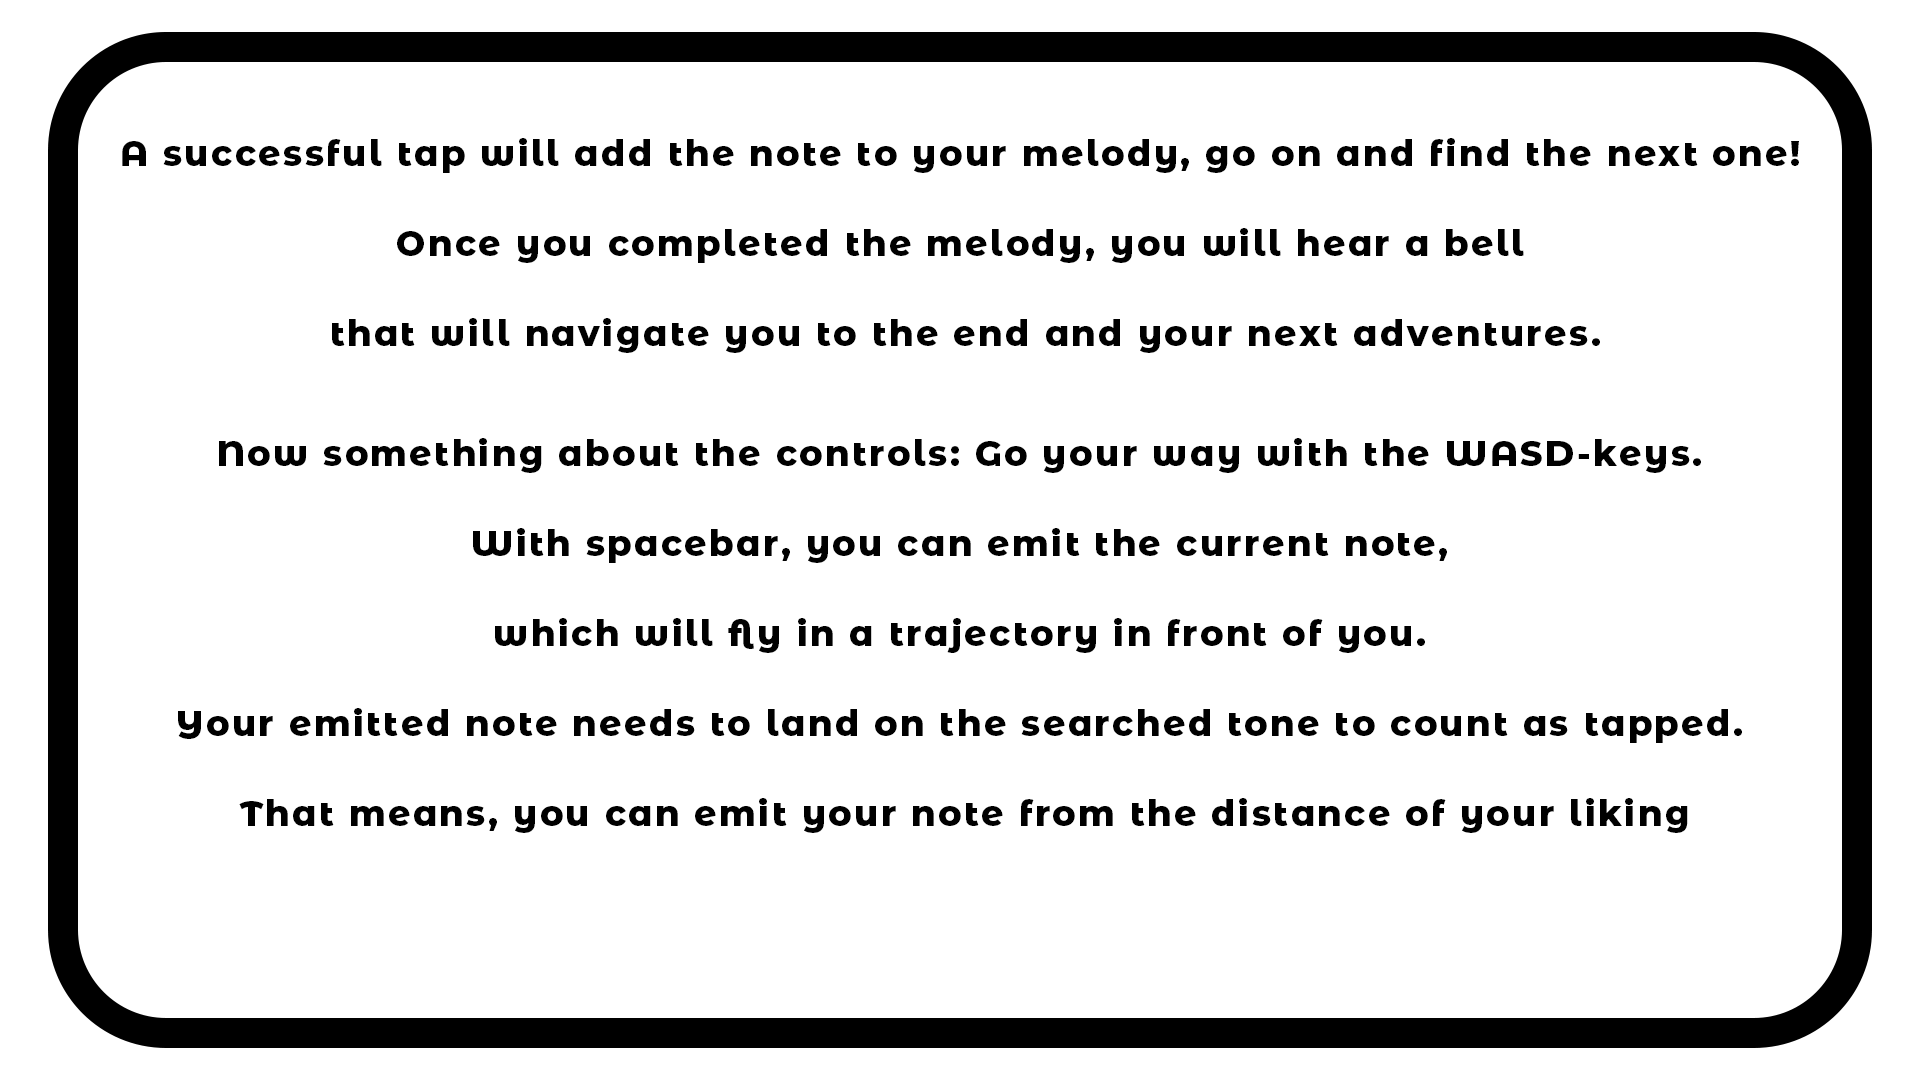 A successful tap will add the note to your melody, go on and find the next one!
Once you completed the melody, you will hear a bell
that will navigate you to the end and your next adventures.
Now something about the controls: Go your way with the WASD-keys.
With spacebar, you can emit the current note,
which will fly in a trajectory in front of you.
Your emitted note needs to land on the searched tone to count as tapped.
That means, you can emit your note from the distance of your liking